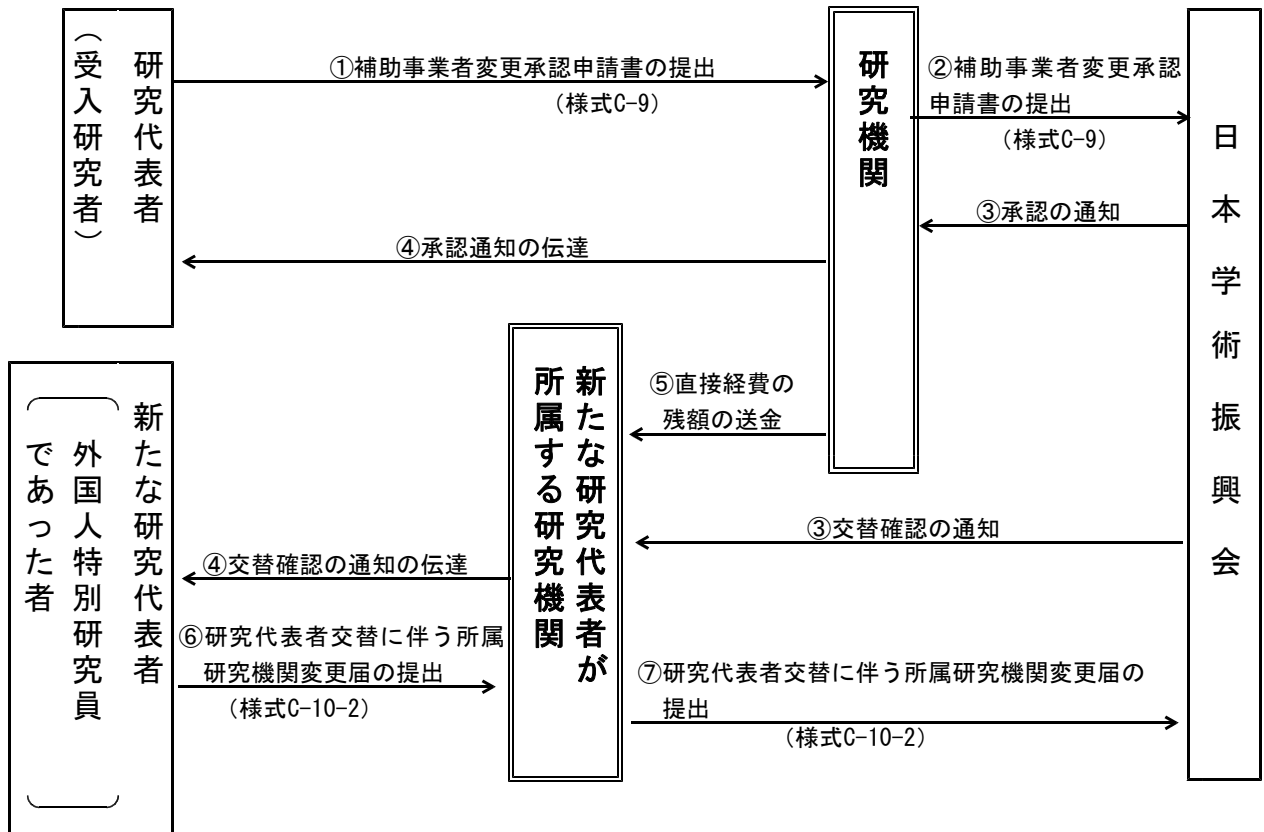 研究代表者
（受入研究者）
①補助事業者変更承認申請書の提出
（様式C-9）
研究機関
②補助事業者変更承認
申請書の提出
（様式C-9）
日本学術振興会
③承認の通知
④承認通知の伝達
新たな研究代表者が
所属する研究機関
⑤直接経費の
残額の送金
新たな研究代表者
（外国人特別研究員
であった者）
③交替確認の通知
④交替確認の通知の伝達
⑥研究代表者交替に伴う所属
研究機関変更届の提出
（様式C-10-2）
⑦研究代表者交替に伴う所属研究機関変更届の
提出
（様式C-10-2）